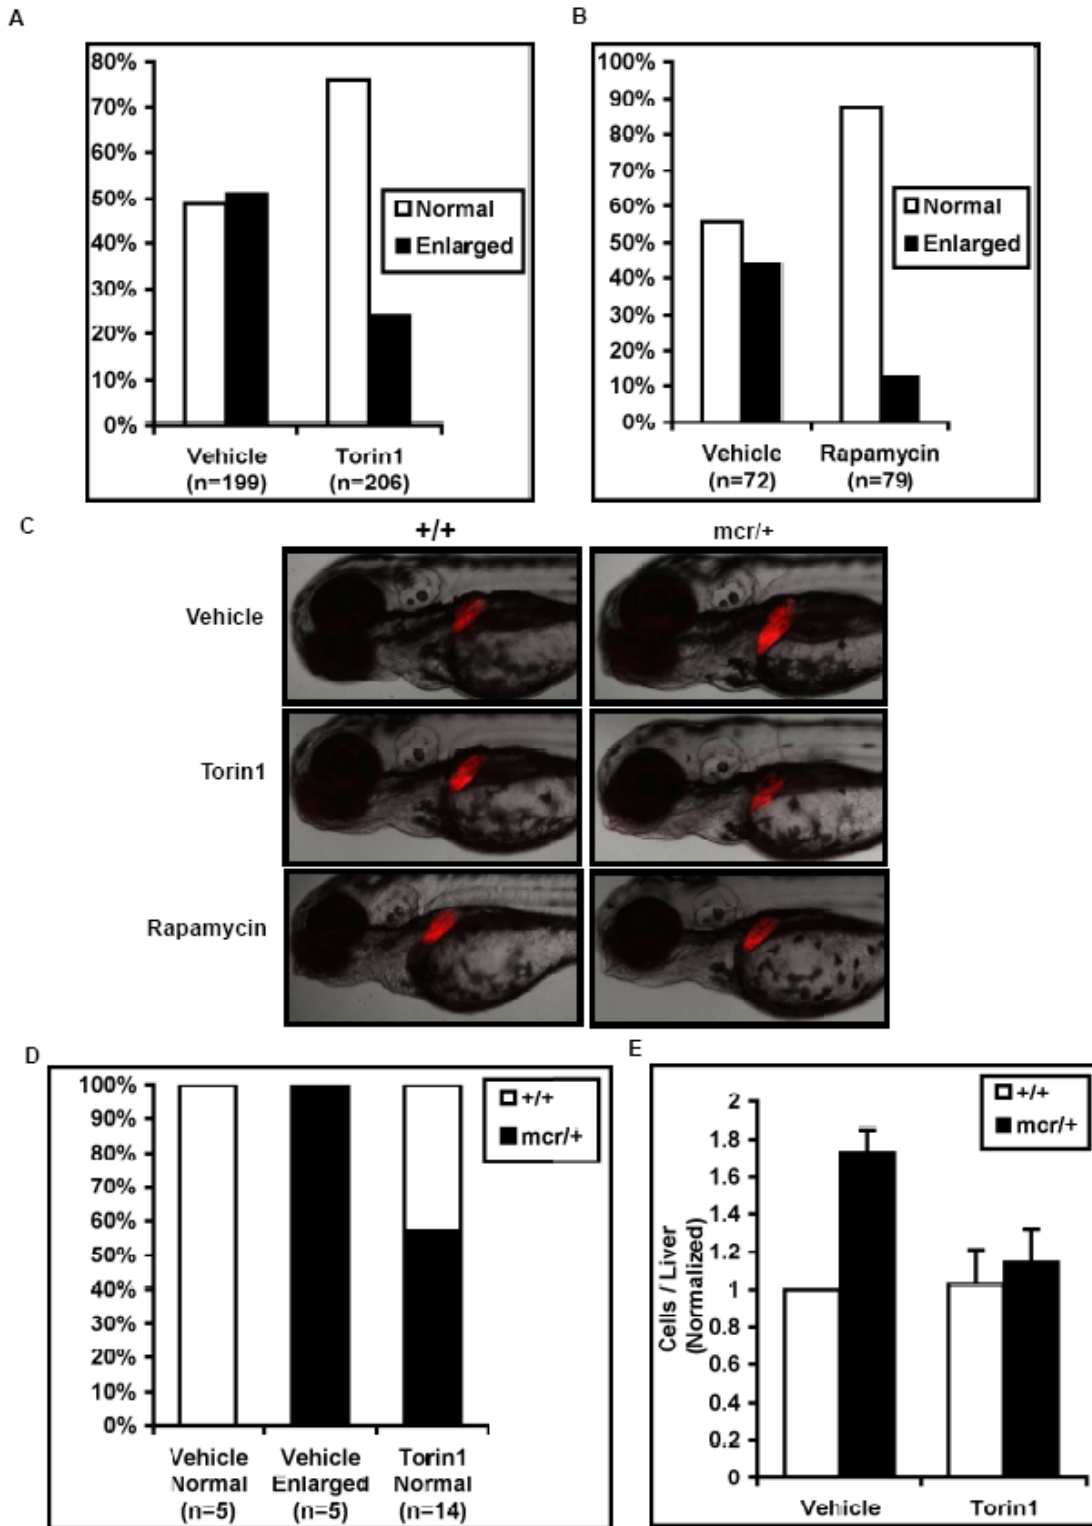 A
80%
70%
60%
50%
40%
30%
20%
10%
0%
Normal
Enlarged
Vehicle
(n=199)
Torin1
(n=206)
B
100%
90%
80%
70%
60%
50%
40%
30%
20%
10%
0%
Normal
Enlarged
Vehicle
(n=72)
Rapamycin
(n=79)
C
+/+
mcr/+
Vehicle
Torin1
Rapamycin
D
100%
90%
80%
70%
60%
50%
40%
30%
20%
10%
0%
+/+
mcr/+
Vehicle
Normal
(n=5)
Vehicle
Enlarged
(n=5)
Torin1
Normal
(n=14)
E
Cells / Liver
(Normalized)
2
1.8
1.6
1.4
1.2
1
0.8
0.6
0.4
0.2
0
+/+
mcr/+
Vehicle
Torin1